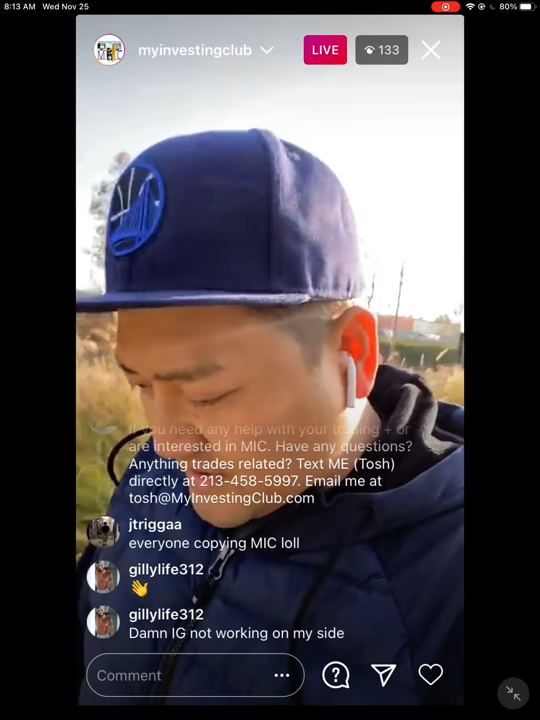 8:13 AM Wed Nov 25
80%
myinvestingclub
LIVE
133
If you need any help with your trading + or
are interested in MIC. Have any questions?
Anything trades related? Text ME (Tosh)
directly at 213-458-5997. Email me at
tosh@MyInvestingClub.com
jtriggaa
everyone copying MIC loll
gillylife312
👋
gillylife312
Damn IG not working on my side
Comment